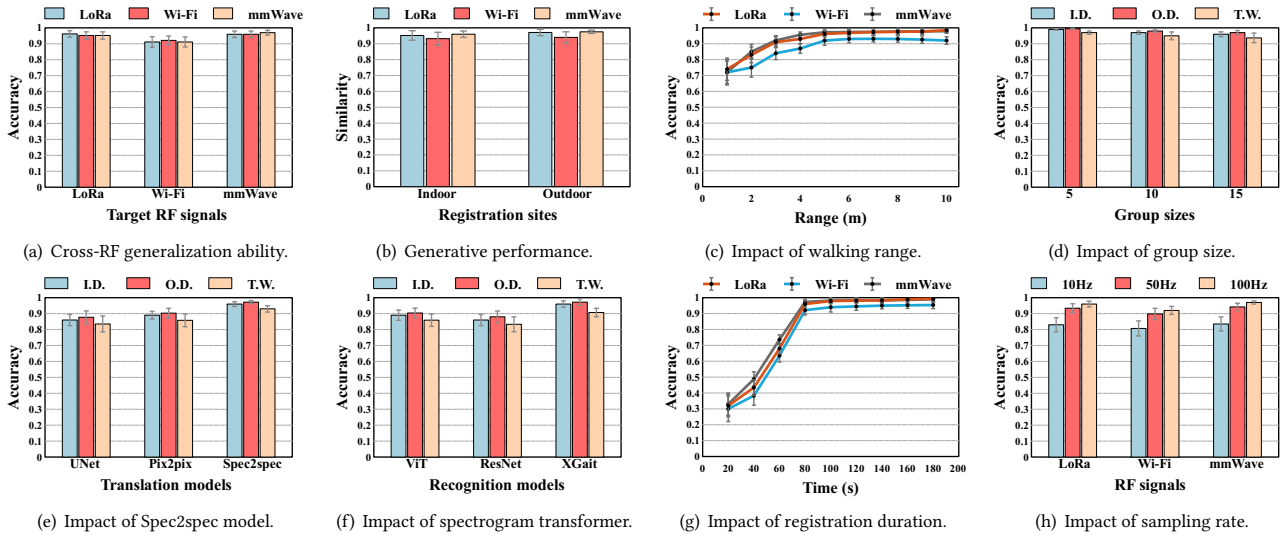 LoRa Wi-Fi mmWave
Accuracy
1
0.9
0.8
0.7
0.6
0.5
0.4
0.3
0.2
0.1
0
LoRa Wi-Fi mmWave
Target RF signals
(a) Cross-RF generalization ability.
LoRa Wi-Fi mmWave
Similarity
1
0.9
0.8
0.7
0.6
0.5
0.4
0.3
0.2
0.1
0
Indoor Outdoor
Registration sites
(b) Generative performance.
LoRa Wi-Fi mmWave
Accuracy
1
0.9
0.8
0.7
0.6
0.5
0.4
0.3
0.2
0.1
0
0 2 4 6 8 10
Range (m)
(c) Impact of walking range.
I.D. O.D. T.W.
Accuracy
1
0.9
0.8
0.7
0.6
0.5
0.4
0.3
0.2
0.1
0
5 10 15
Group sizes
(d) Impact of group size.
I.D. O.D. T.W.
Accuracy
1
0.9
0.8
0.7
0.6
0.5
0.4
0.3
0.2
0.1
0
UNet Pix2pix Spec2spec
Translation models
(e) Impact of Spec2spec model.
I.D. O.D. T.W.
Accuracy
1
0.9
0.8
0.7
0.6
0.5
0.4
0.3
0.2
0.1
0
ViT ResNet XGait
Recognition models
(f) Impact of spectrogram transformer.
LoRa Wi-Fi mmWave
Accuracy
1
0.9
0.8
0.7
0.6
0.5
0.4
0.3
0.2
0.1
0
0 20 40 60 80 100 120 140 160 180 200
Time (s)
(g) Impact of registration duration.
10Hz 50Hz 100Hz
Accuracy
1
0.9
0.8
0.7
0.6
0.5
0.4
0.3
0.2
0.1
0
LoRa Wi-Fi mmWave
RF signals
(h) Impact of sampling rate.